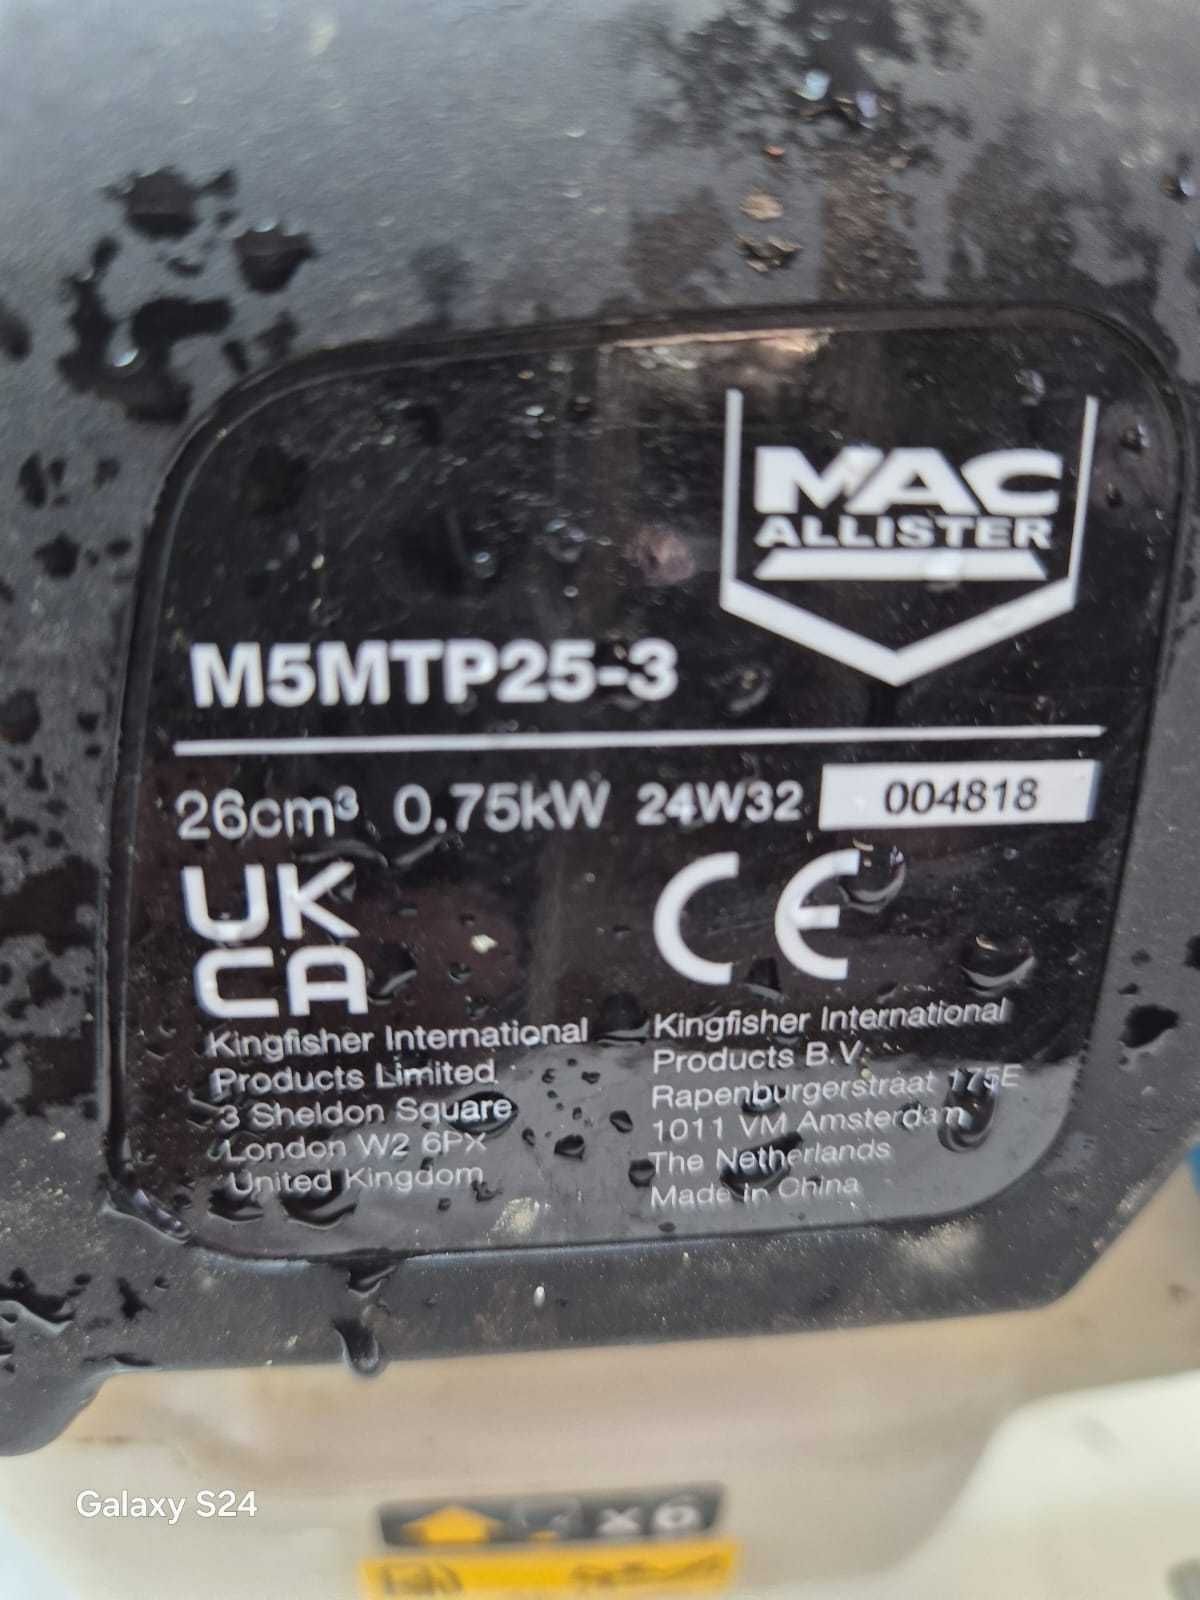 MAC
ALLISTER
M5MTP25-3
26cm³ 0.75kW 24W32 004818
UK
CA
CE
Kingfisher International
Products Limited
3 Sheldon Square
London W2 6PX
United Kingdom
Kingfisher International
Products B.V.
Rapenburgerstraat 175E
1011 VM Amsterdam
The Netherlands
Made in China
x6
Galaxy S24